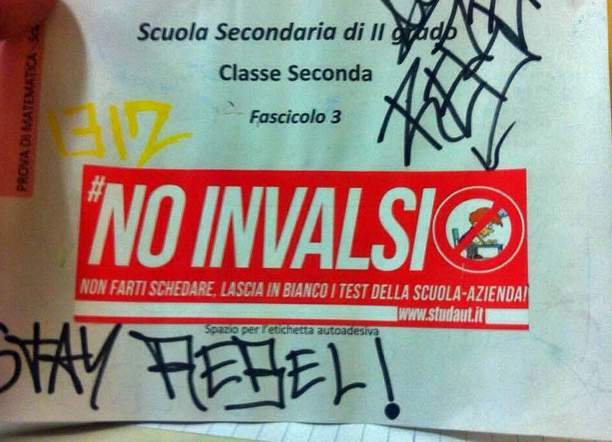 Scuola Secondaria di II grado
Classe Seconda
Fascicolo 3
PROVA DI MATEMATICA
1312
#NO INVALSI
NON FARTI SCHEDARE, LASCIA IN BIANCO I TEST DELLA SCUOLA-AZIENDA!
www.studaut.it
Spazio per l'etichetta autoadesiva
STAY REBEL!